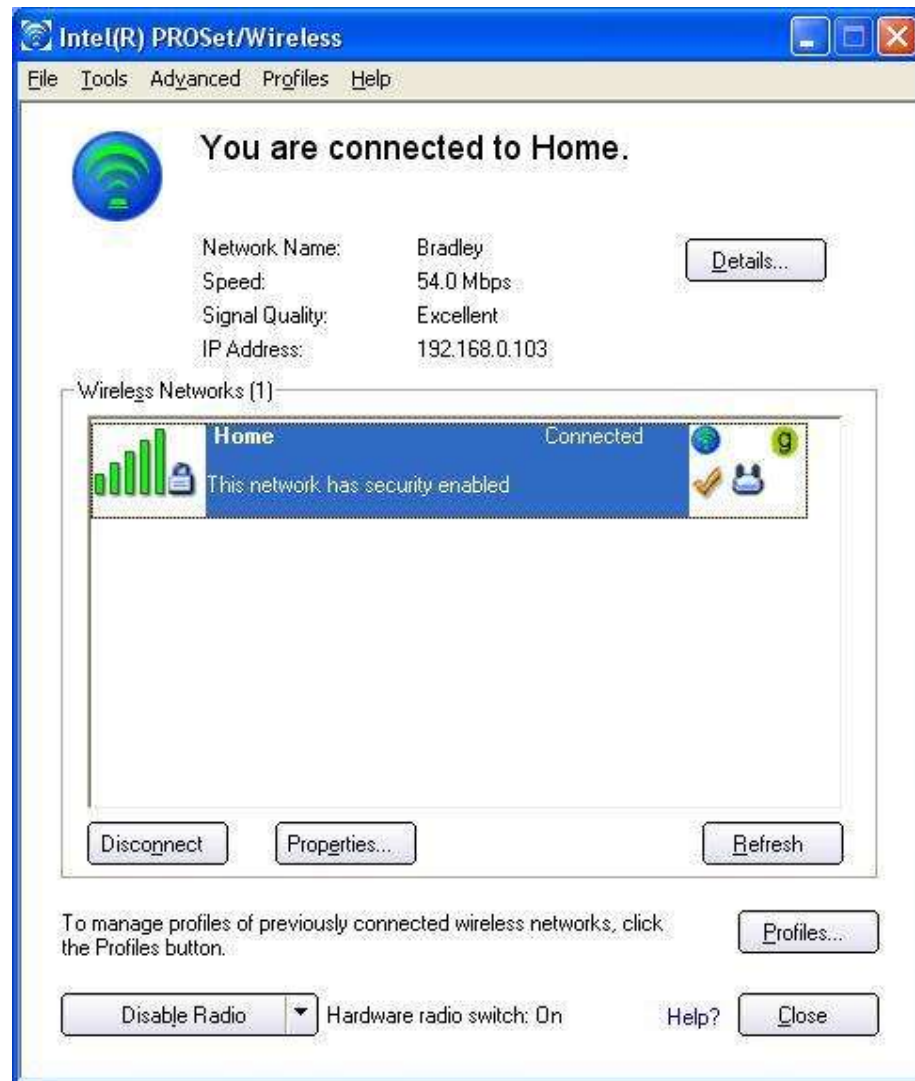 Intel(R) PROSet/Wireless
File Tools Advanced Profiles Help
You are connected to Home.
Network Name: Bradley
Details...
Speed: 54.0 Mbps
Signal Quality: Excellent
IP Address: 192.168.0.103
Wireless Networks (1)
Home Connected g
This network has security enabled
Disconnect Properties... Refresh
To manage profiles of previously connected wireless networks, click
the Profiles button.
Profiles...
Disable Radio Hardware radio switch: On Help? Close